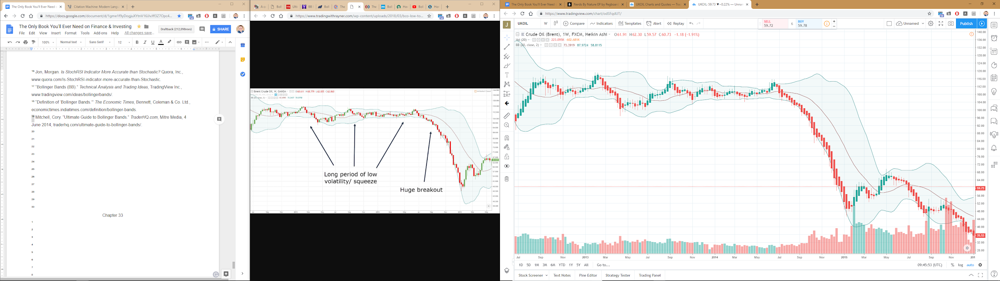 The Only Book You'll Ever Need
Citation Machine: Modern Lang
https://docs.google.com/document/d/1gme1f9yDogjuXYtnV16JJvJff3Z7Opc4...
The Only Book You'll Ever Need on Finance & Investing
File Edit View Insert Format Tools Add-ons Help All changes save...
Draftback (212,098revs)
SHARE
100% Normal text Sans Serif 12 B I U A
16 Jon, Morgan. Is StochRSI Indicator More Accurate than Stochastic? Quora, Inc.,
www.quora.com/Is-StochRSI-indicator-more-accurate-than-Stochastic.
17 "Bollinger Bands (BB)." Technical Analysis and Trading Ideas, TradingView Inc.,
www.tradingview.com/ideas/bollingerbands/.
18 "Definition of 'Bollinger Bands.'" The Economic Times, Bennett, Coleman & Co. Ltd.,
economictimes.indiatimes.com/definition/bollinger-bands.
19 Mitchell, Cory. "Ultimate Guide to Bollinger Bands." TraderHQ.com, Mitre Media, 4
June 2014, traderhq.com/ultimate-guide-to-bollinger-bands/.
20
21
22
23
24
25
26
27
28
29
30
Chapter 33
1
2
3
4
5
6
7
8
https://www.tradingwithrayner.com/wp-content/uploads/2018/03/bco-low-to...
Brent Crude Oil, W, OANDA O68.611 H68.779 L62.005 C62.860
Long period of low
volatility/ squeeze
Huge breakout
The Only Book You'll Ever Need
Nerds By Nature EP by Pegboard
UKOIL Charts and Quotes — Tra
UKOIL: 59.73 ▼−0.22% — Unnan
https://www.tradingview.com/chart/odSFqdUT/
J
UKOIL W Compare Indicators Templates Alert Replay
SELL
59.72
6
BUY
59.78
Unnamed
Publish
Crude Oil (Brent), 1W, FXCM, Heikin Ashi O61.91 H62.30 L59.57 C60.73 −1.18 (−1.91%)
Vol (20) 223.095K 602.681K
BB (20, close, 2) 73.3919 87.9724 58.8115
140.00
136.00
132.00
128.00
124.00
120.00
116.00
112.00
108.00
104.00
100.00
96.00
92.00
88.00
84.00
80.00
76.00
72.00
68.00
64.00
59.73
56.00
52.00
48.00
44.00
40.00
35.53
32.00
28.00
Jul Sep Nov 2013 Mar May Jul Sep Nov 2014 Mar May Jul Sep Nov 2015 Mar May Jul Sep Nov 201
1D 5D 1M 3M 6M YTD 1Y 5Y All Go to...
09:45:53 (UTC) % log auto
Stock Screener Text Notes Pine Editor Strategy Tester Trading Panel